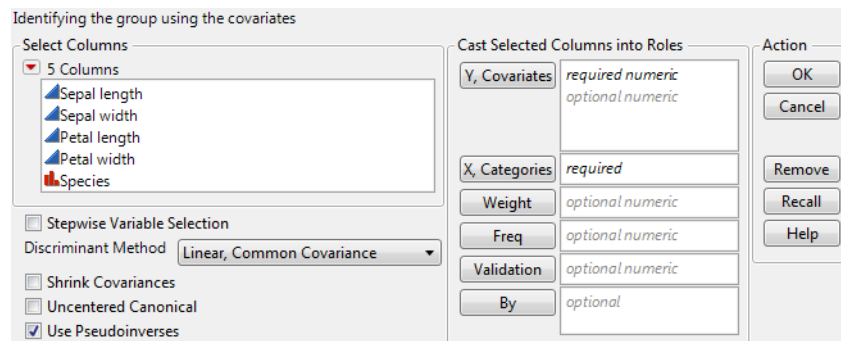 Identifying the group using the covariates
Select Columns
5 Columns
Sepal length
Sepal width
Petal length
Petal width
Species
Stepwise Variable Selection
Discriminant Method Linear, Common Covariance
Shrink Covariances
Uncentered Canonical
Use Pseudoinverses
Cast Selected Columns into Roles
Y, Covariates required numeric
optional numeric
X, Categories required
Weight optional numeric
Freq optional numeric
Validation optional numeric
By optional
Action
OK
Cancel
Remove
Recall
Help